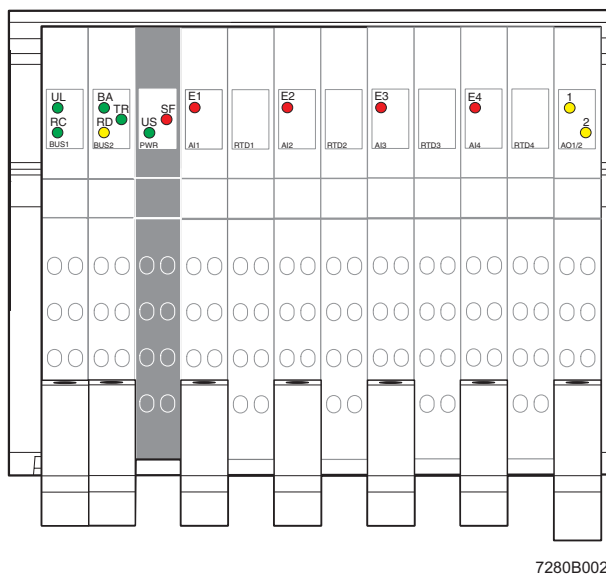 UL
RC
BUS1
BA
TR
RD
BUS2
SF
US
PWR
E1
AI1
RTD1
E2
AI2
RTD2
E3
AI3
RTD3
E4
AI4
RTD4
1
2
AO1/2
7280B002